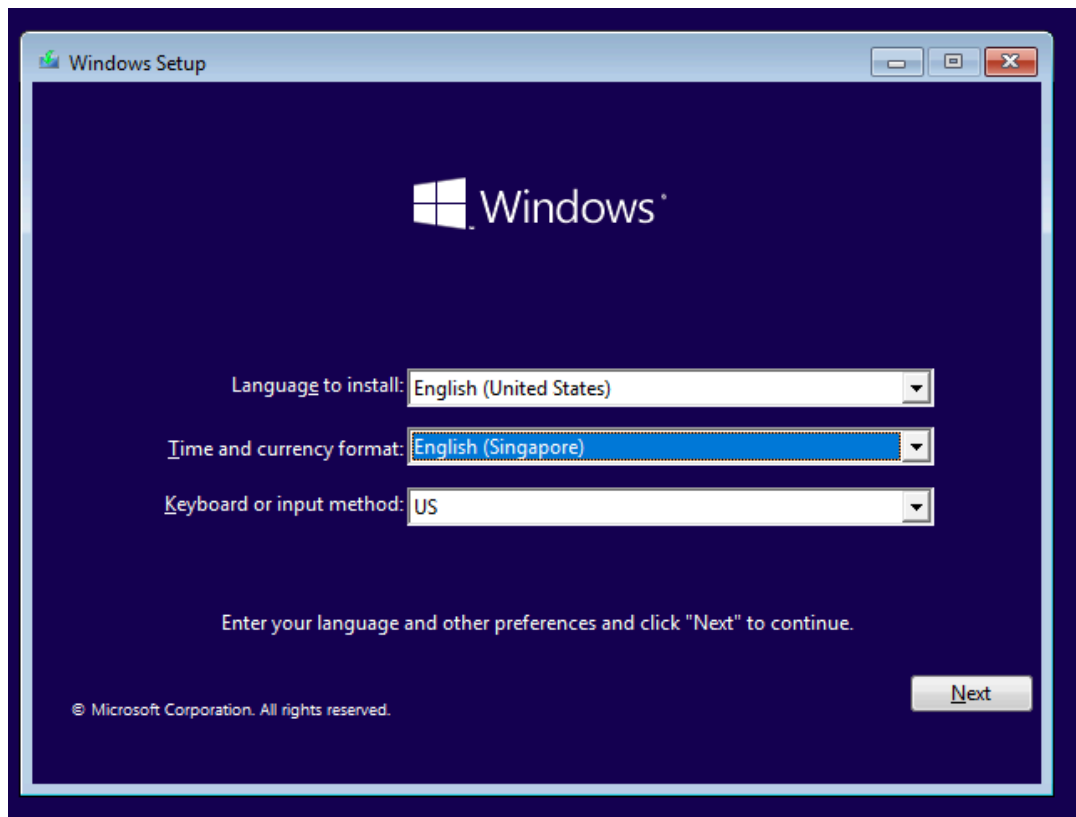 Windows Setup
Windows
Language to install: English (United States)
Time and currency format: English (Singapore)
Keyboard or input method: US
Enter your language and other preferences and click "Next" to continue.
Next
© Microsoft Corporation. All rights reserved.